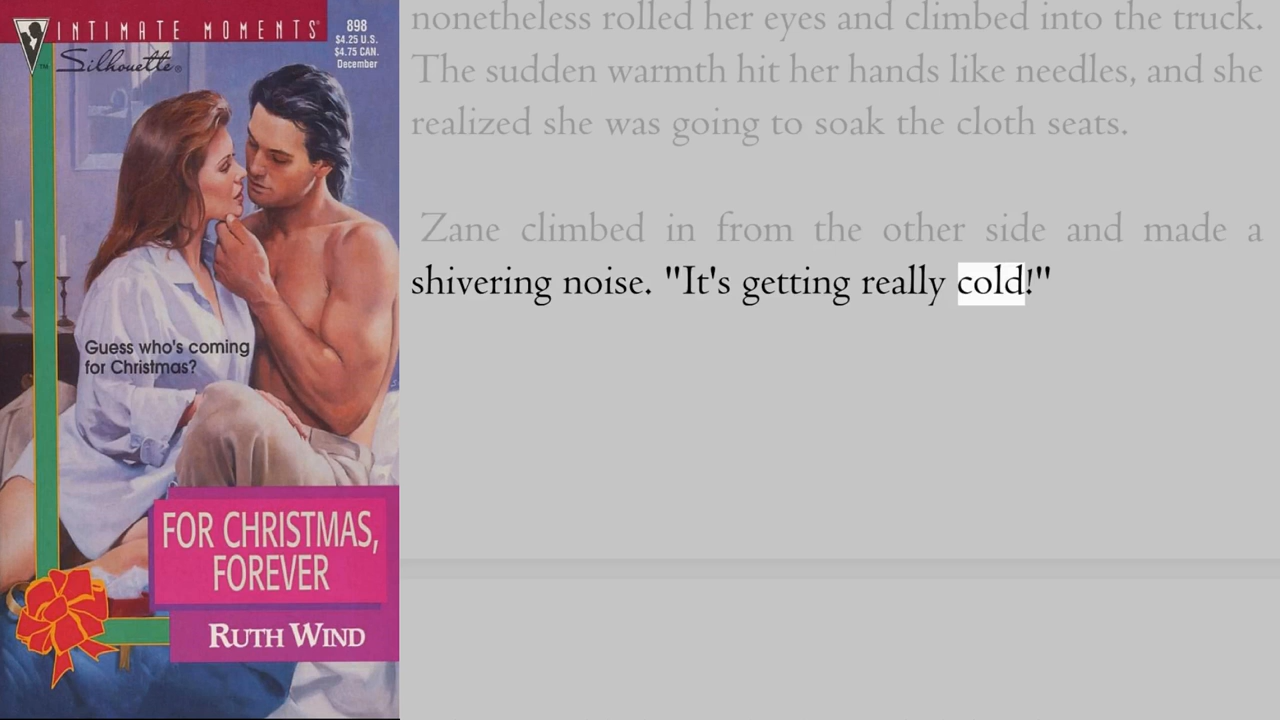 INTIMATE MOMENTS®
898
$4.25 U.S.
$4.75 CAN.
December
TM
Silhouette®
Guess who's coming
for Christmas?
FOR CHRISTMAS,
FOREVER
RUTH WIND
nonetheless rolled her eyes and climbed into the truck.
The sudden warmth hit her hands like needles, and she
realized she was going to soak the cloth seats.
Zane climbed in from the other side and made a
shivering noise. "It's getting really cold!"